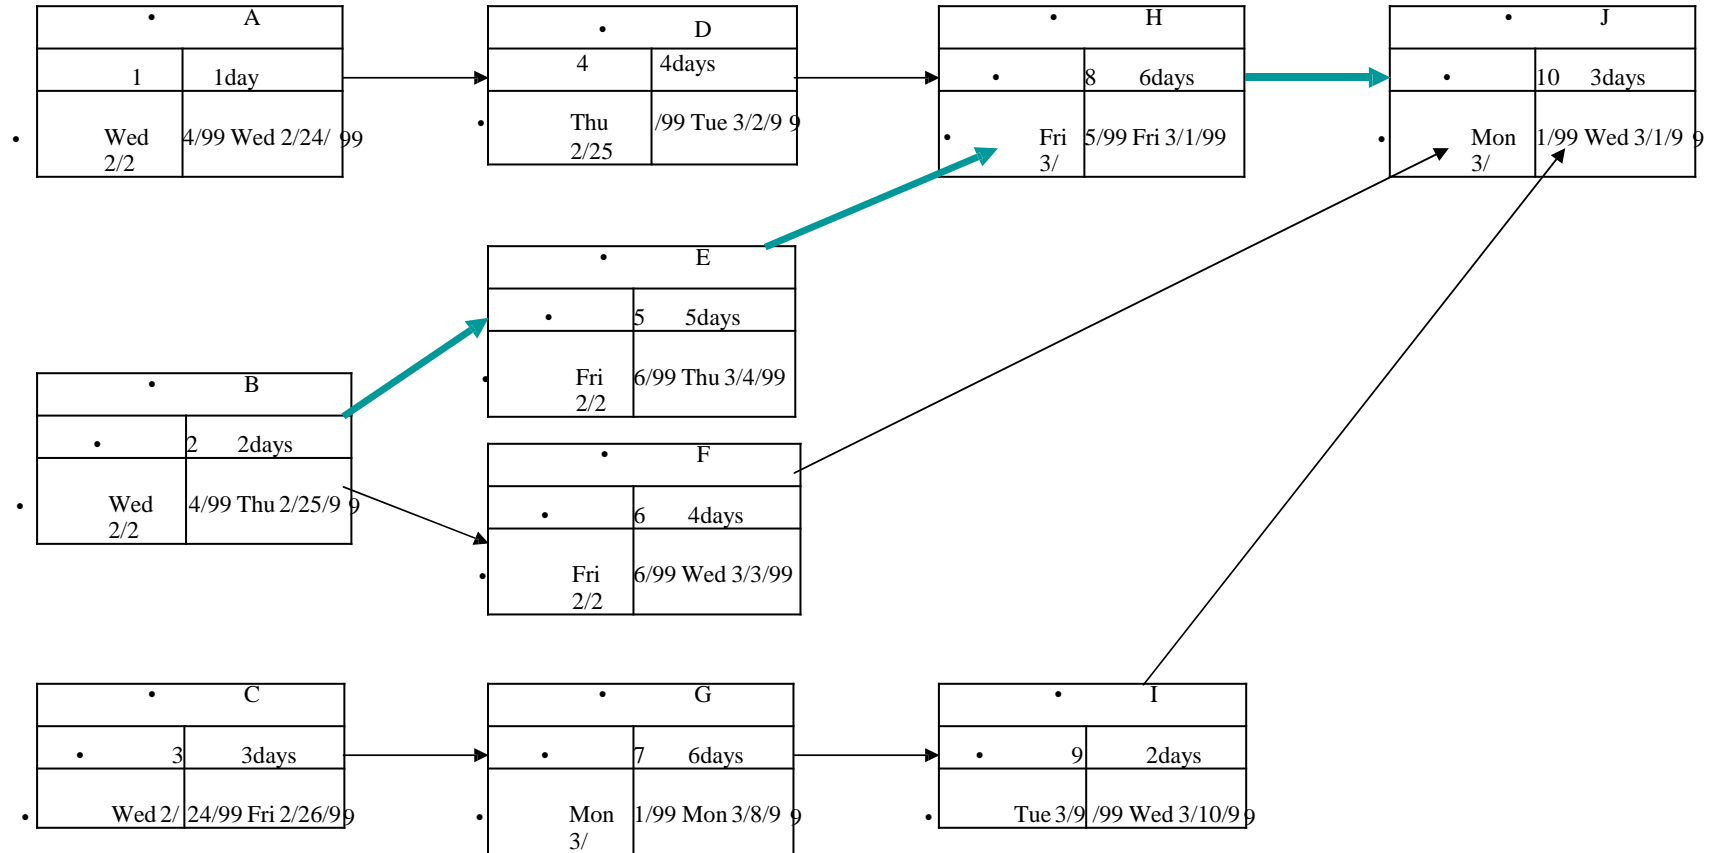 • A
1 1day
• Wed 4/99 Wed 2/24/ 99
2/2
• D
4 4days
• Thu /99 Tue 3/2/9 9
2/25
• H
• 8 6days
• Fri 5/99 Fri 3/1/99
3/
• J
• 10 3days
• Mon 1/99 Wed 3/1/9 9
3/
• E
• 5 5days
• Fri 6/99 Thu 3/4/99
2/2
• B
• 2 2days
• Wed 4/99 Thu 2/25/9 9
2/2
• F
• 6 4days
• Fri 6/99 Wed 3/3/99
2/2
• C
• 3 3days
• Wed 2/ 24/99 Fri 2/26/99
• G
• 7 6days
• Mon 1/99 Mon 3/8/9 9
3/
• I
• 9 2days
• Tue 3/9 /99 Wed 3/10/9 9